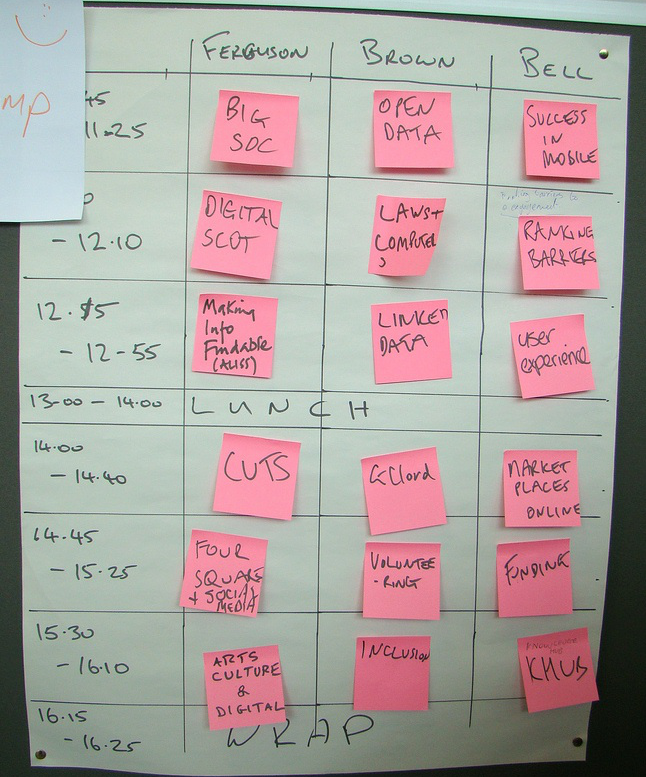 MP
FERGUSON BROWN BELL
45
11.25
BIG
SOC
OPEN
DATA
SUCCESS
IN
MOBILE
- 12.10
DIGITAL
SCOT
LAWS +
COMPUTER
RANKING
BARRIERS
12.15
- 12-55
Making
Info
Findable
(ALISS)
LINKED
DATA
user
experience
13-00 - 14.00 LUNCH
14.00
- 14.40
CUTS
GCloud
MARKET
PLACES
ONLINE
14.45
- 15.25
FOUR
SQUARE
+ SOCIAL
MEDIA
VOLUNTEE
-RING
FUNDING
15.30
- 16.10
ARTS
CULTURE
&
DIGITAL
INCLUSION
KNOWLEDGE
HUB
KHUB
16.15
- 16.25
WRAP